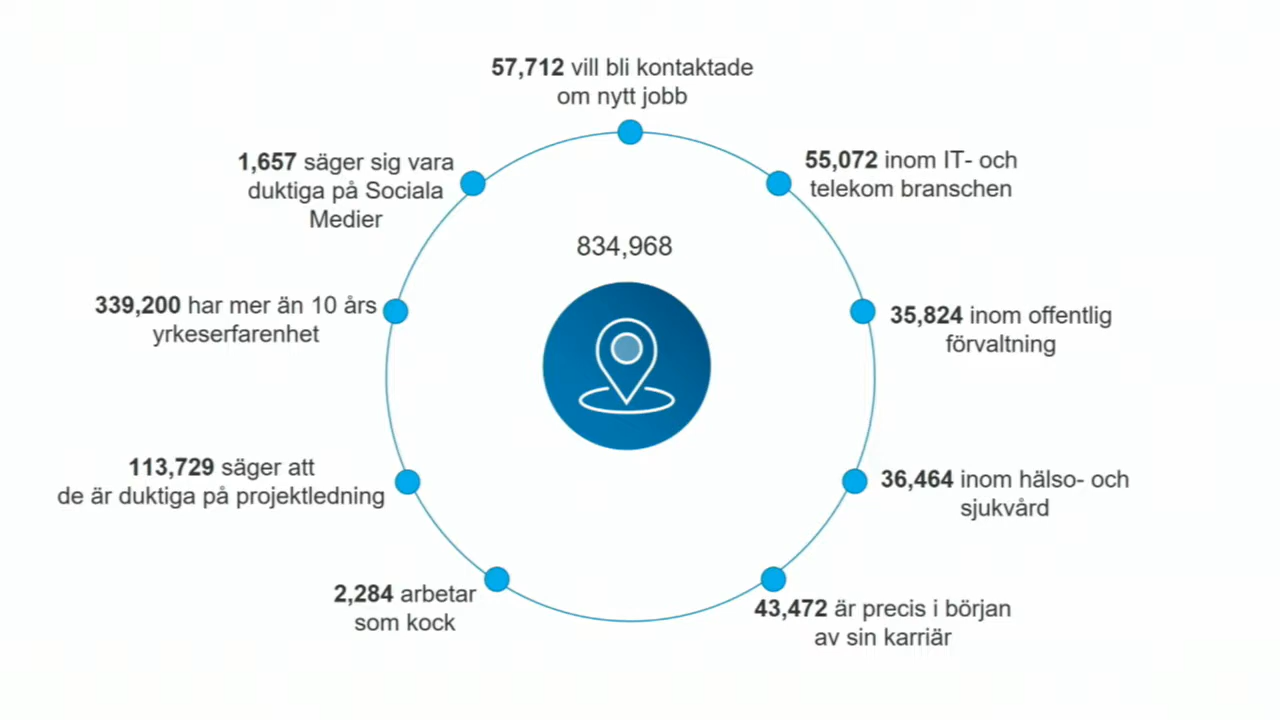 57,712 vill bli kontaktade
om nytt jobb
55,072 inom IT- och
telekom branschen
35,824 inom offentlig
förvaltning
36,464 inom hälso- och
sjukvård
43,472 är precis i början
av sin karriär
2,284 arbetar
som kock
113,729 säger att
de är duktiga på projektledning
339,200 har mer än 10 års
yrkeserfarenhet
1,657 säger sig vara
duktiga på Sociala
Medier
834,968